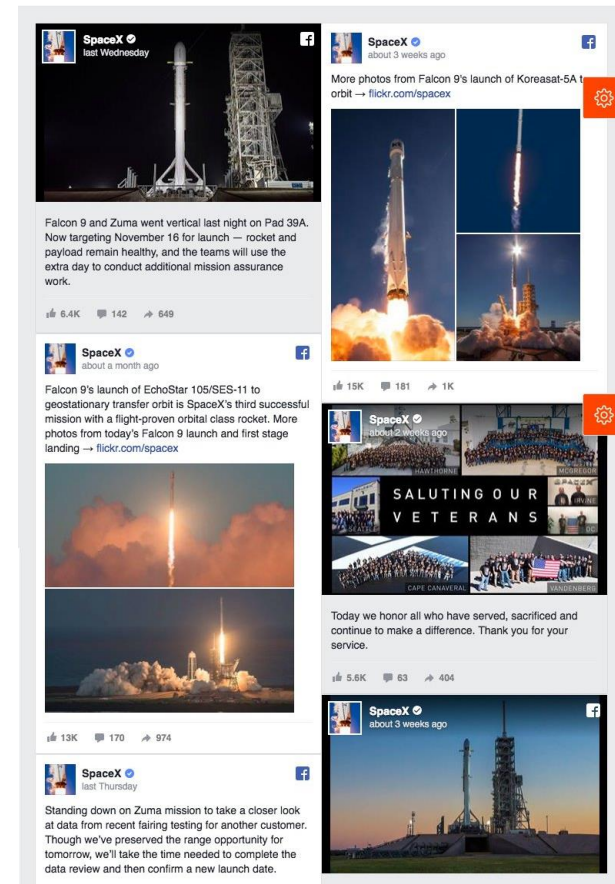 SpaceX
last Wednesday
Falcon 9 and Zuma went vertical last night on Pad 39A.
Now targeting November 16 for launch — rocket and
payload remain healthy, and the teams will use the
extra day to conduct additional mission assurance
work.
6.4K 142 649
SpaceX
about a month ago
Falcon 9's launch of EchoStar 105/SES-11 to
geostationary transfer orbit is SpaceX's third successful
mission with a flight-proven orbital class rocket. More
photos from today's Falcon 9 launch and first stage
landing → flickr.com/spacex
13K 170 974
SpaceX
last Thursday
Standing down on Zuma mission to take a closer look
at data from recent fairing testing for another customer.
Though we've preserved the range opportunity for
tomorrow, we'll take the time needed to complete the
data review and then confirm a new launch date.
SpaceX
about 3 weeks ago
More photos from Falcon 9's launch of Koreasat-5A t
orbit → flickr.com/spacex
15K 181 1K
SpaceX
about 2 weeks ago
HAWTHORNE
MCGREGOR
SPACEX
SALUTING OUR
VETERANS
IRVINE
SEATTLE
DC
CAPE CANAVERAL
VANDENBERG
Today we honor all who have served, sacrificed and
continue to make a difference. Thank you for your
service.
5.6K 63 404
SpaceX
about 3 weeks ago